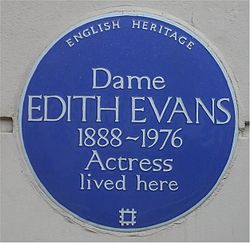 ENGLISH HERITAGE
Dame
EDITH EVANS
1888~1976
Actress
lived here